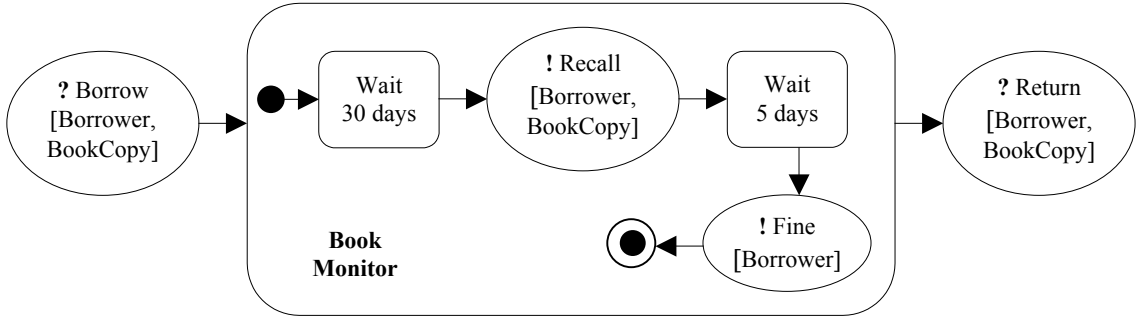 ? Borrow
[Borrower,
BookCopy]
Wait
30 days
! Recall
[Borrower,
BookCopy]
Wait
5 days
! Fine
[Borrower]
Book
Monitor
? Return
[Borrower,
BookCopy]